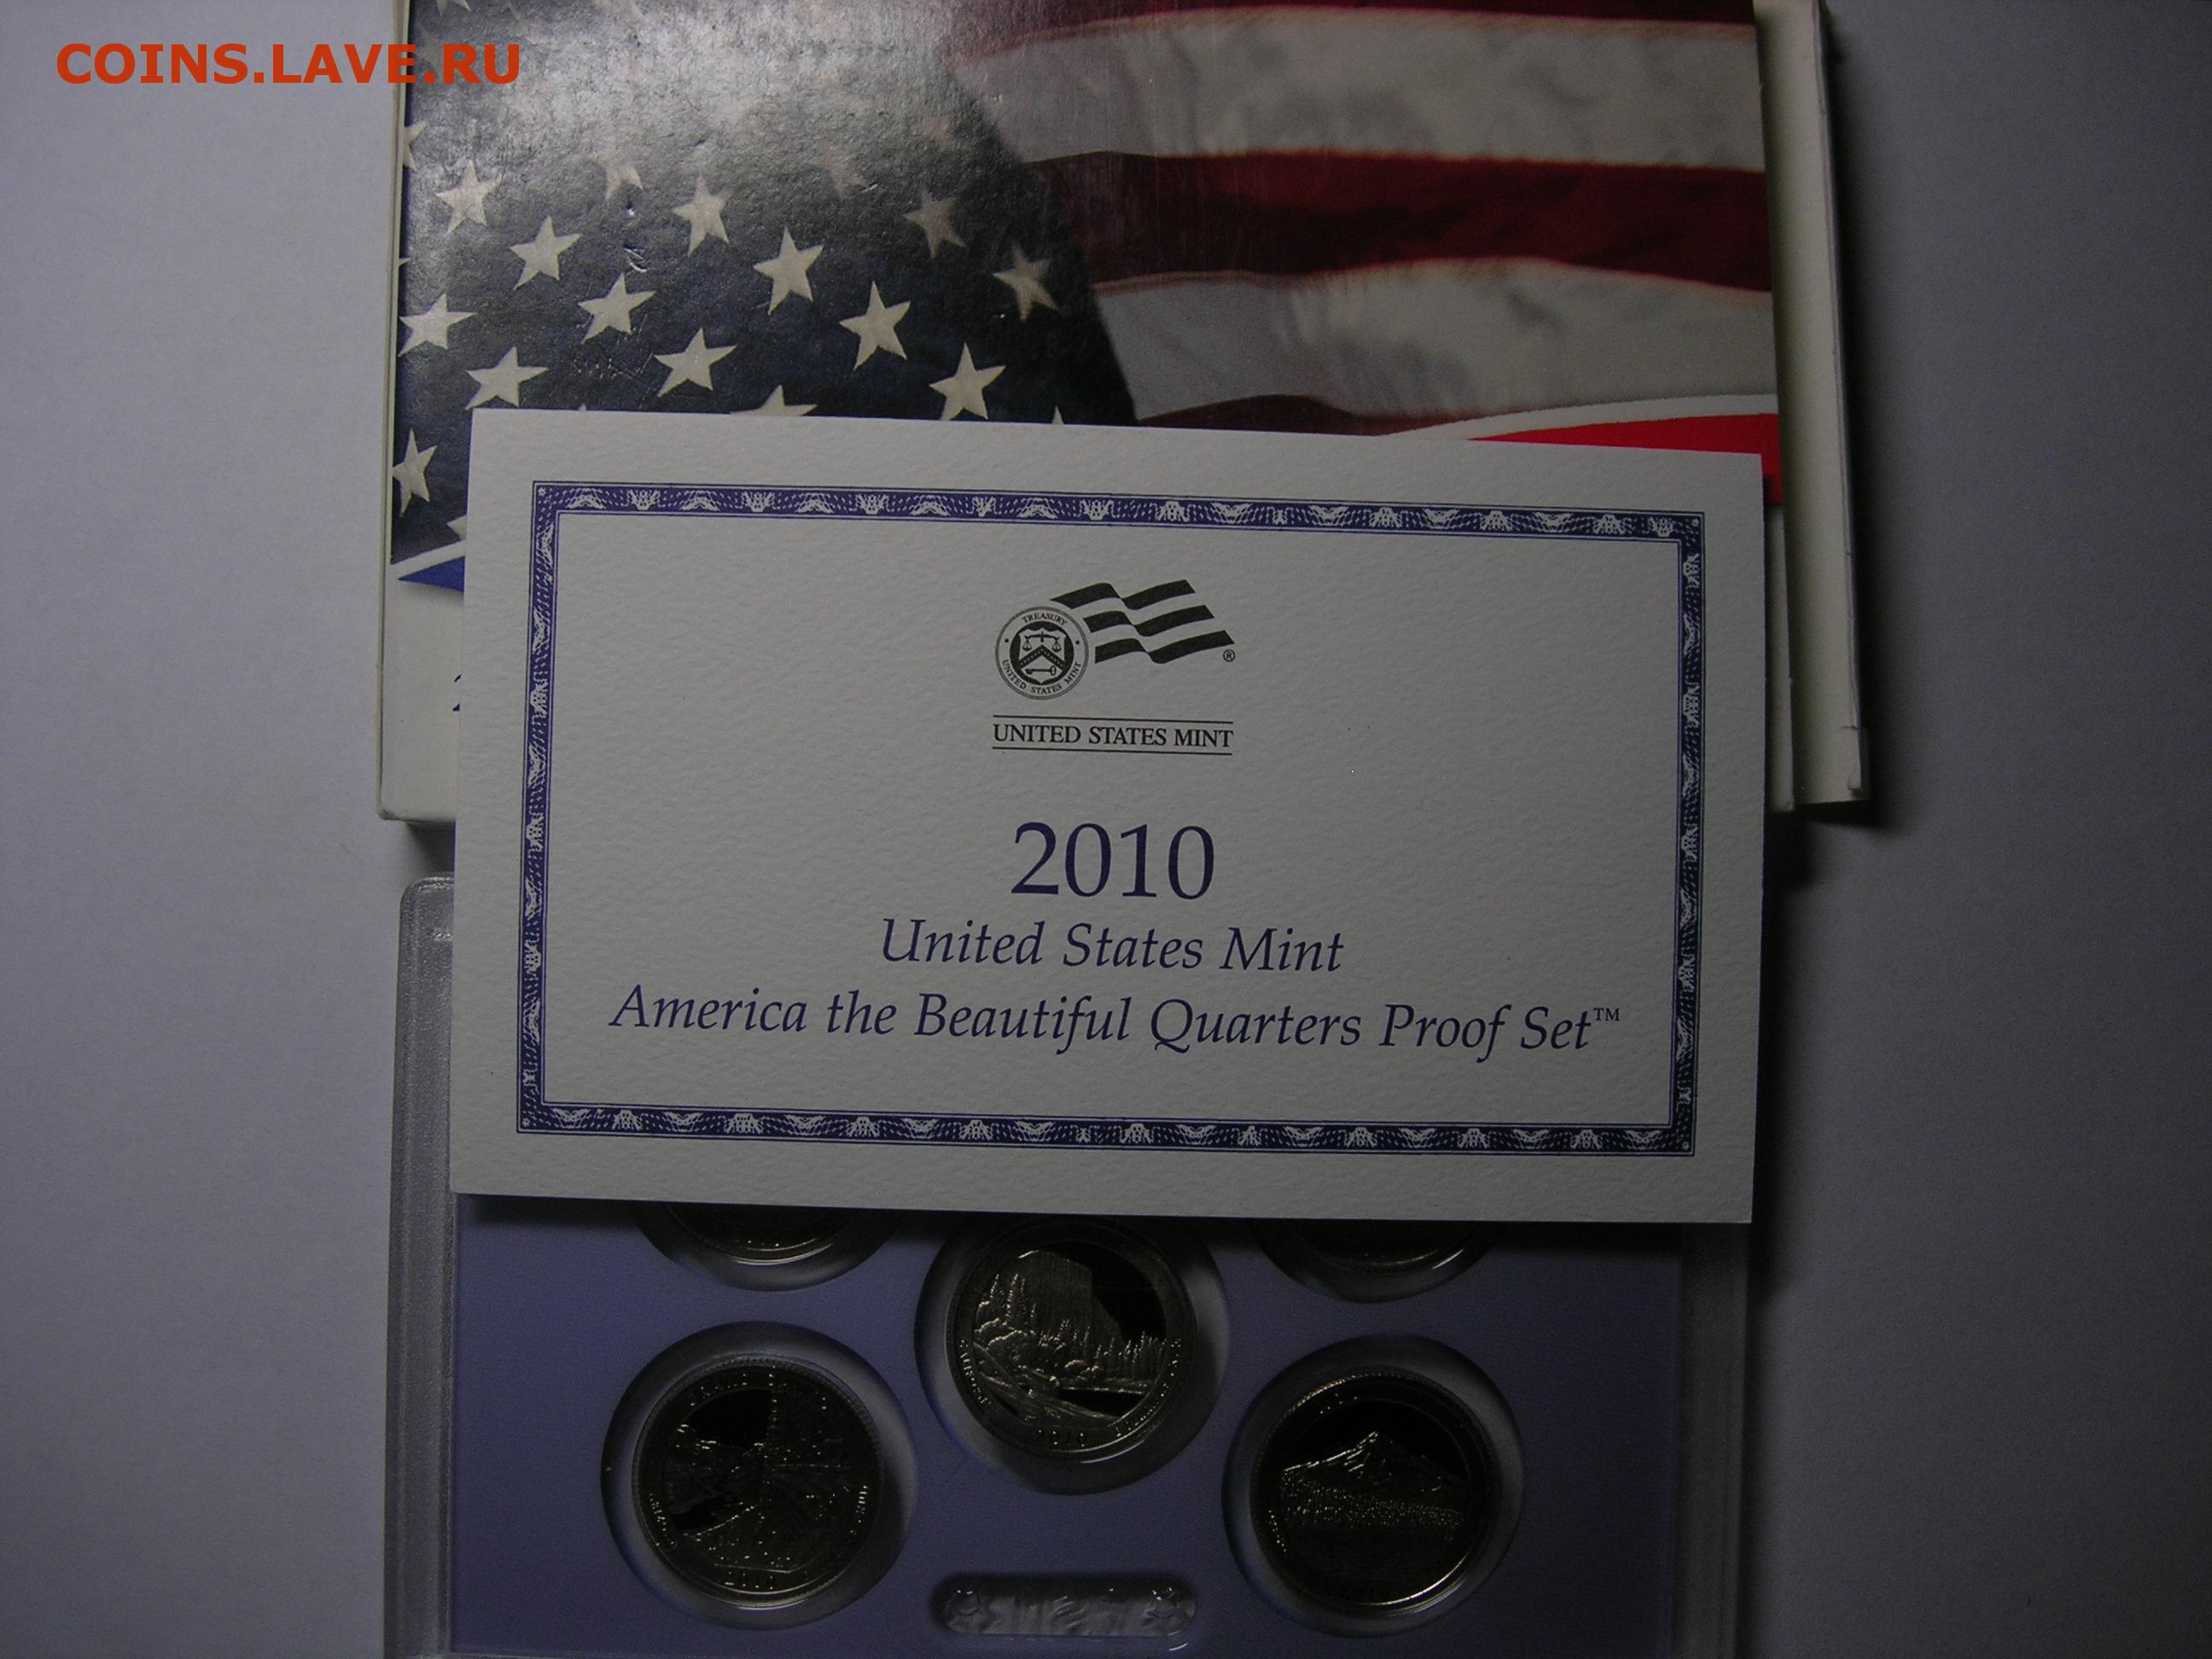 COINS.LAVE.RU
TREASURY
UNITED STATES MINT
®
UNITED STATES MINT
2010
United States Mint
America the Beautiful Quarters Proof Set™
2010